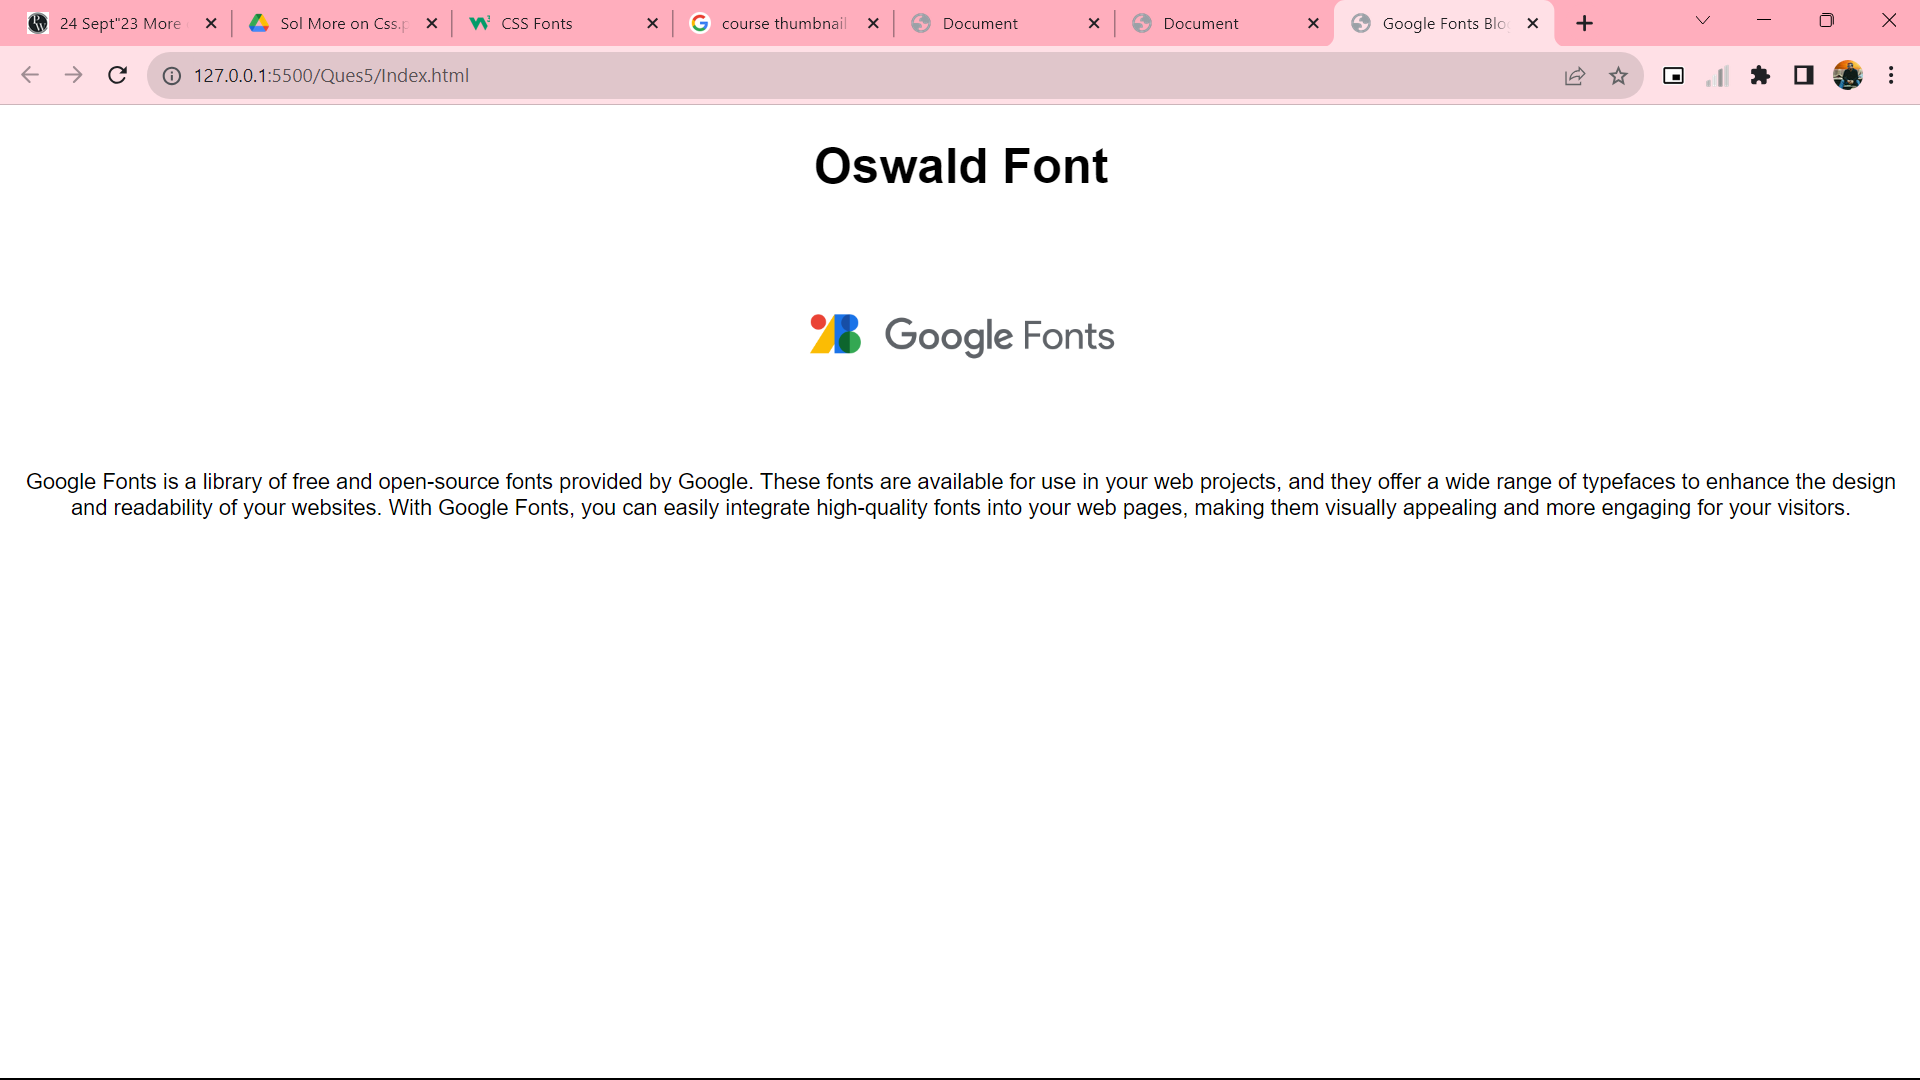 24 Sept"23 More
Sol More on Css.p
CSS Fonts
course thumbnail
Document
Document
Google Fonts Blo
127.0.0.1:5500/Ques5/Index.html
Oswald Font
Google Fonts
Google Fonts is a library of free and open-source fonts provided by Google. These fonts are available for use in your web projects, and they offer a wide range of typefaces to enhance the design
and readability of your websites. With Google Fonts, you can easily integrate high-quality fonts into your web pages, making them visually appealing and more engaging for your visitors.